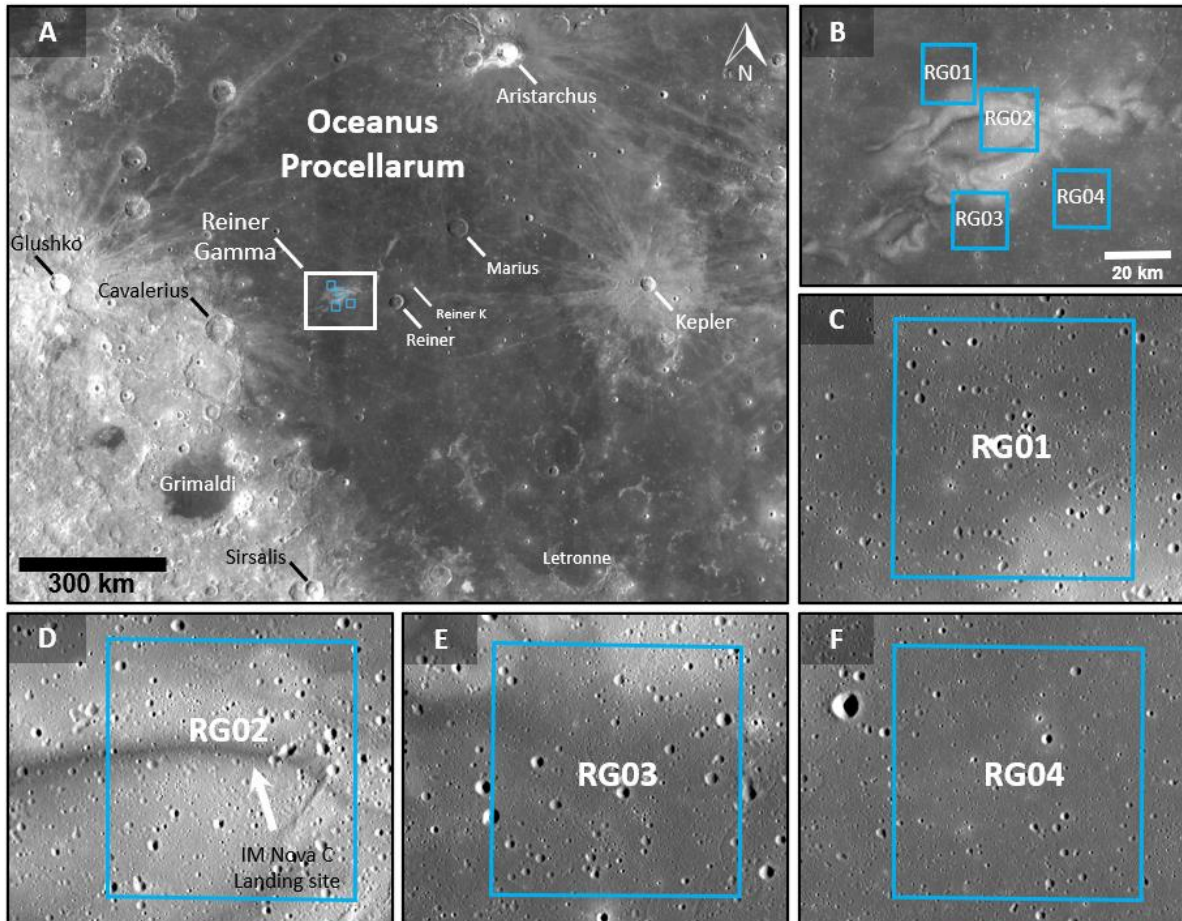 A
N
Aristarchus
Oceanus
Procellarum
Reiner
Gamma
Glushko
Marius
Cavalerius
Reiner K
Reiner
Kepler
Grimaldi
Sirsalis
Letronne
300 km
B
RG01
RG02
RG04
RG03
20 km
C
RG01
D
RG02
IM Nova C
Landing site
E
RG03
F
RG04